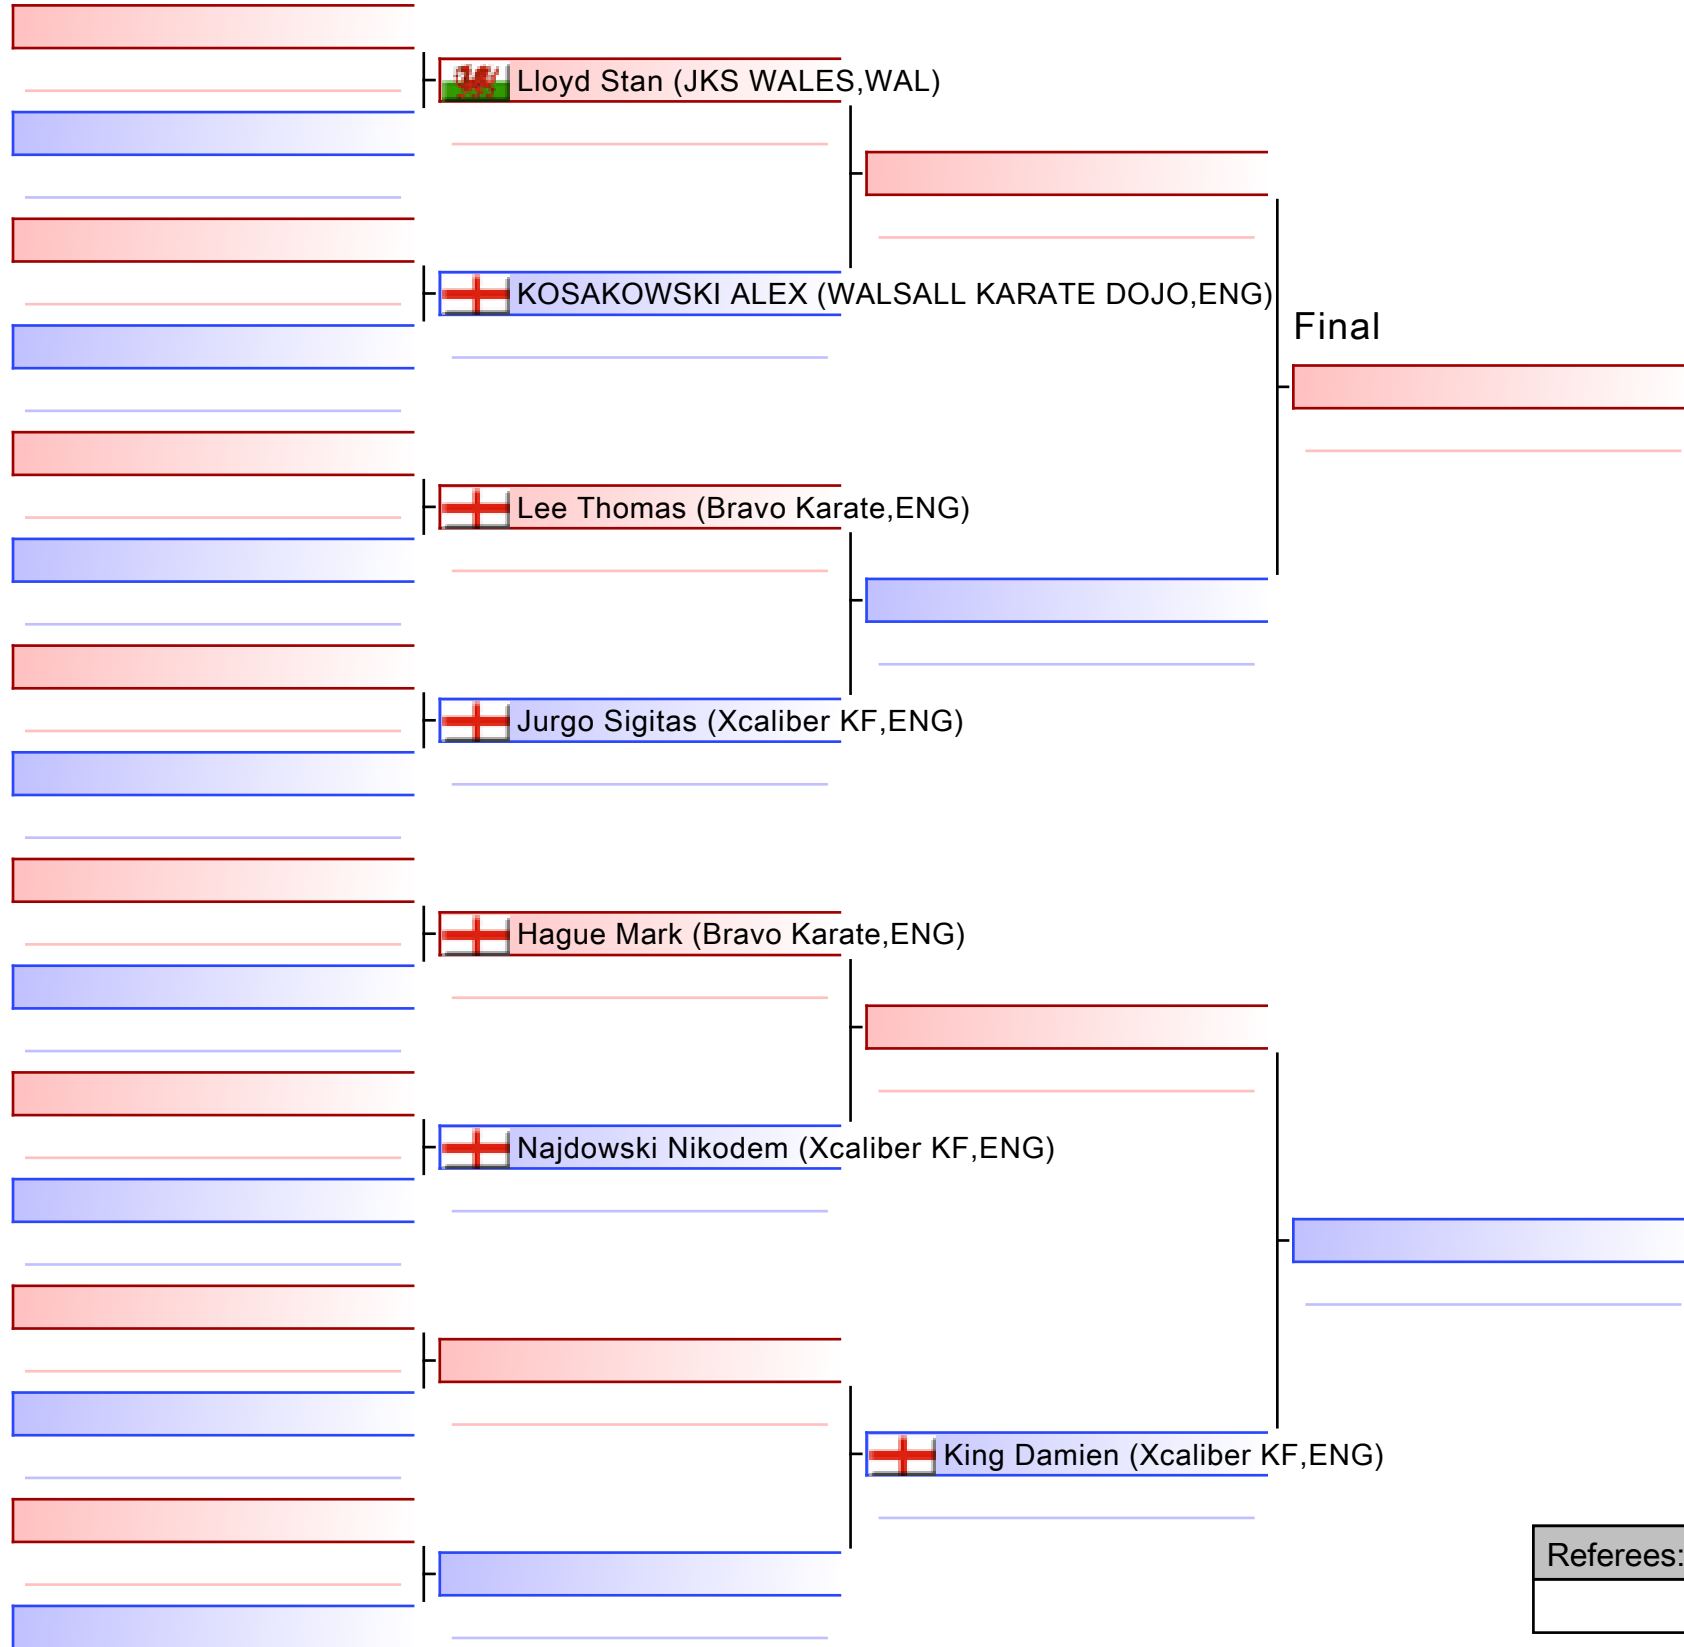 Lloyd Stan (JKS WALES,WAL)
KOSAKOWSKI ALEX (WALSALL KARATE DOJO,ENG)
Final
Lee Thomas (Bravo Karate,ENG)
Jurgo Sigitas (Xcaliber KF,ENG)
Hague Mark (Bravo Karate,ENG)
Najdowski Nikodem (Xcaliber KF,ENG)
King Damien (Xcaliber KF,ENG)
Referees: